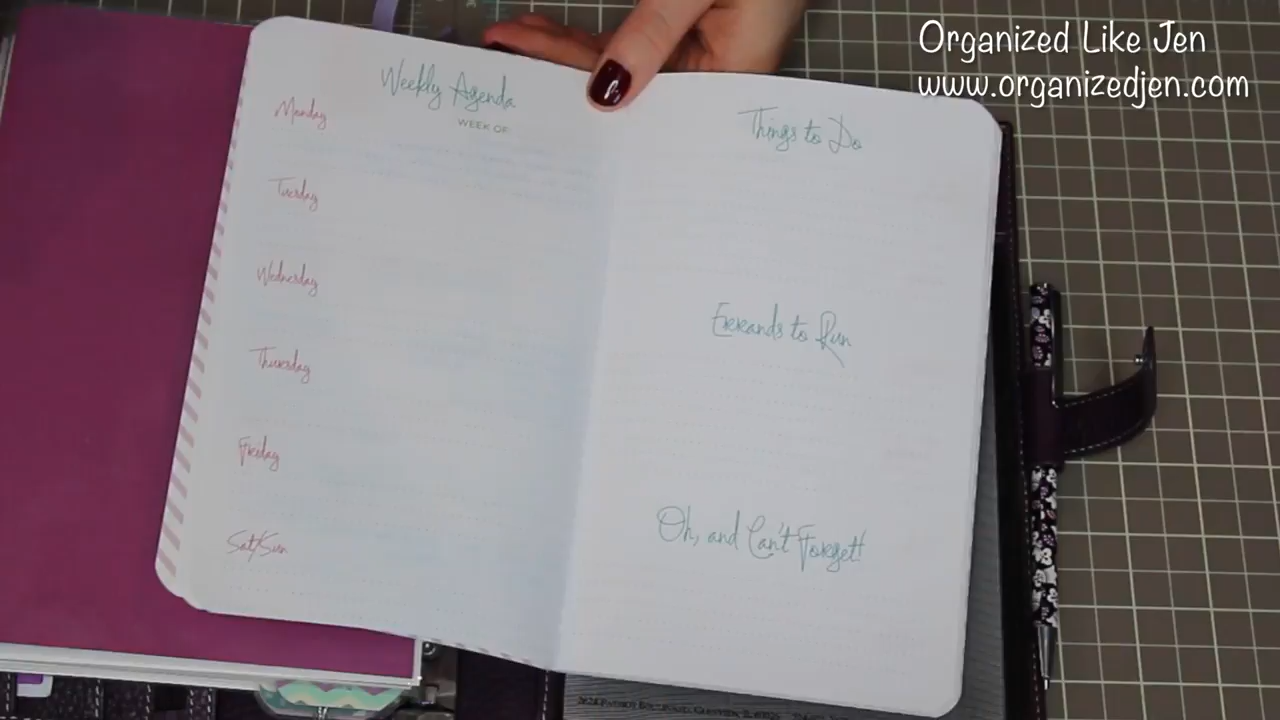 Organized Like Jen
www.organizedjen.com
Weekly Agenda
WEEK OF:
Monday
Tuesday
Wednesday
Thursday
Friday
Sat/Sun
Things to Do
Errands to Run
Oh, and Can't Forget!